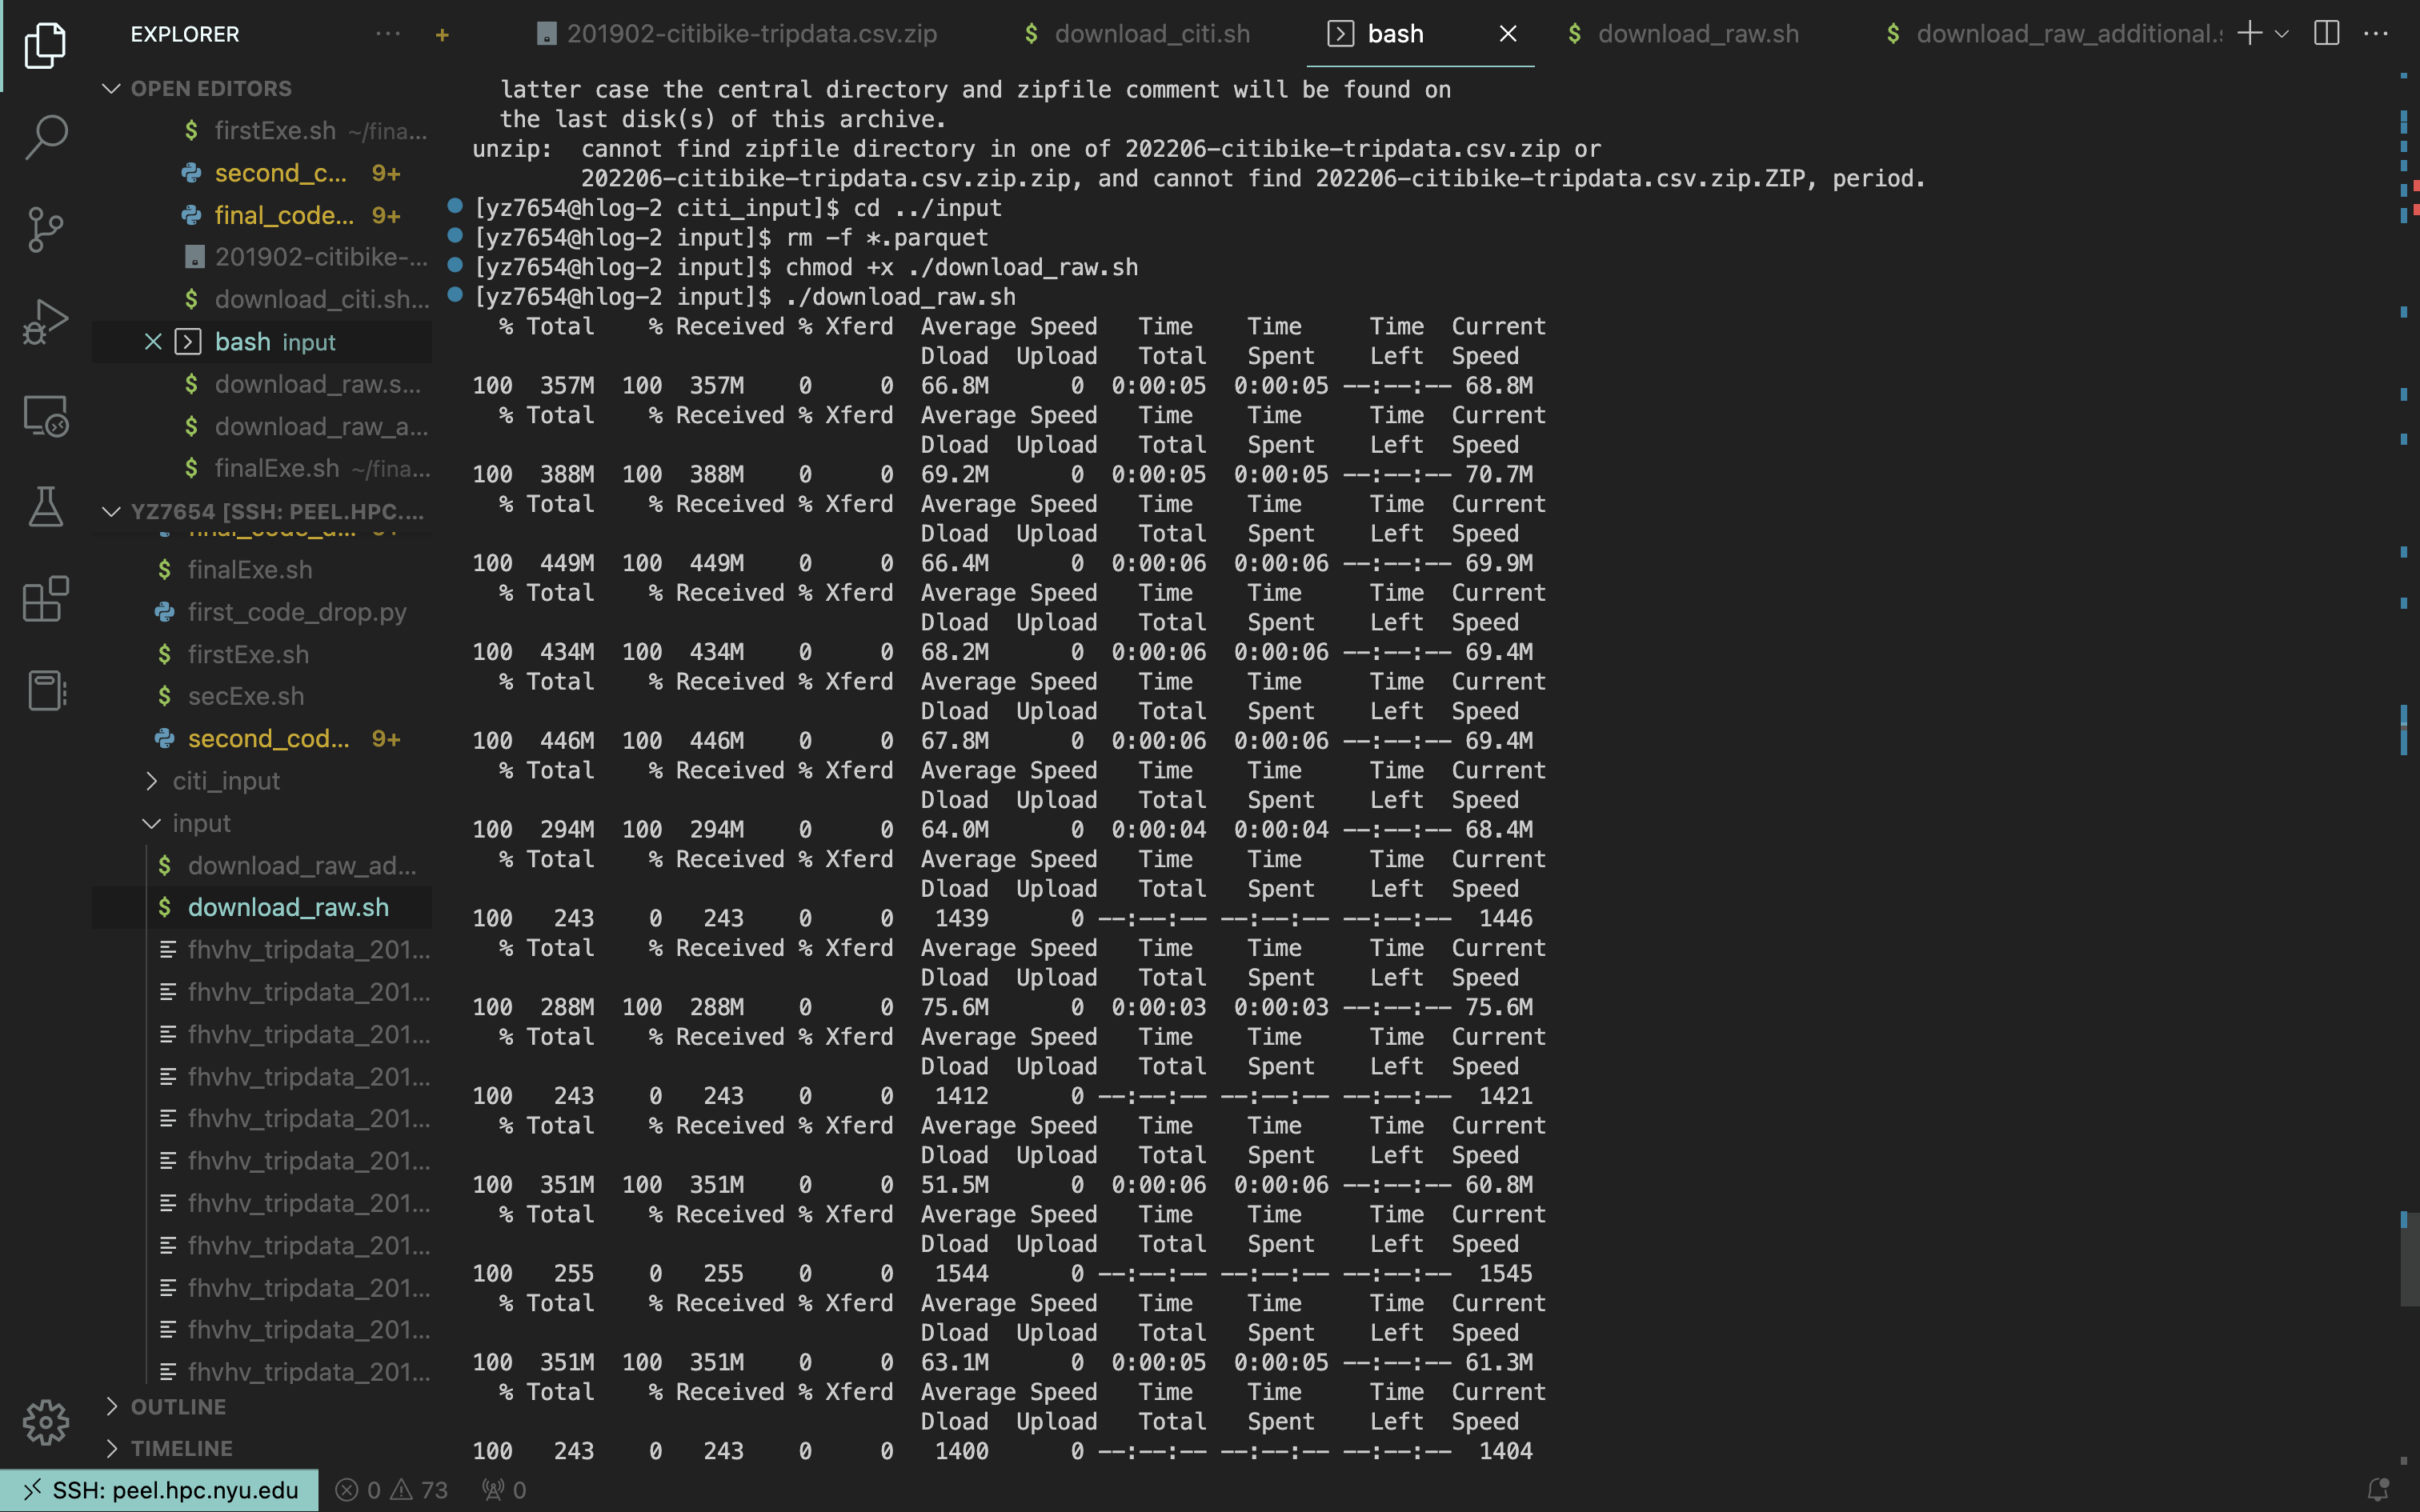 EXPLORER
201902-citibike-tripdata.csv.zip
download_citi.sh
bash
download_raw.sh
download_raw_additional.s
OPEN EDITORS
firstExe.sh ~/fina...
second_c... 9+
final_code... 9+
201902-citibike-...
download_citi.sh...
bash input
download_raw.s...
download_raw_a...
finalExe.sh ~/fina...
YZ7654 [SSH: PEEL.HPC....
final_code_d... 9+
finalExe.sh
first_code_drop.py
firstExe.sh
secExe.sh
second_cod... 9+
citi_input
input
download_raw_ad...
download_raw.sh
fhvhv_tripdata_201...
fhvhv_tripdata_201...
fhvhv_tripdata_201...
fhvhv_tripdata_201...
fhvhv_tripdata_201...
fhvhv_tripdata_201...
fhvhv_tripdata_201...
fhvhv_tripdata_201...
fhvhv_tripdata_201...
fhvhv_tripdata_201...
fhvhv_tripdata_201...
OUTLINE
TIMELINE
latter case the central directory and zipfile comment will be found on
the last disk(s) of this archive.
unzip:  cannot find zipfile directory in one of 202206-citibike-tripdata.csv.zip or
202206-citibike-tripdata.csv.zip.zip, and cannot find 202206-citibike-tripdata.csv.zip.ZIP, period.
[yz7654@hlog-2 citi_input]$ cd ../input
[yz7654@hlog-2 input]$ rm -f *.parquet
[yz7654@hlog-2 input]$ chmod +x ./download_raw.sh
[yz7654@hlog-2 input]$ ./download_raw.sh
% Total    % Received % Xferd  Average Speed   Time    Time     Time  Current
Dload  Upload   Total   Spent    Left  Speed
100  357M  100  357M    0     0  66.8M      0  0:00:05  0:00:05 --:--:-- 68.8M
% Total    % Received % Xferd  Average Speed   Time    Time     Time  Current
Dload  Upload   Total   Spent    Left  Speed
100  388M  100  388M    0     0  69.2M      0  0:00:05  0:00:05 --:--:-- 70.7M
% Total    % Received % Xferd  Average Speed   Time    Time     Time  Current
Dload  Upload   Total   Spent    Left  Speed
100  449M  100  449M    0     0  66.4M      0  0:00:06  0:00:06 --:--:-- 69.9M
% Total    % Received % Xferd  Average Speed   Time    Time     Time  Current
Dload  Upload   Total   Spent    Left  Speed
100  434M  100  434M    0     0  68.2M      0  0:00:06  0:00:06 --:--:-- 69.4M
% Total    % Received % Xferd  Average Speed   Time    Time     Time  Current
Dload  Upload   Total   Spent    Left  Speed
100  446M  100  446M    0     0  67.8M      0  0:00:06  0:00:06 --:--:-- 69.4M
% Total    % Received % Xferd  Average Speed   Time    Time     Time  Current
Dload  Upload   Total   Spent    Left  Speed
100  294M  100  294M    0     0  64.0M      0  0:00:04  0:00:04 --:--:-- 68.4M
% Total    % Received % Xferd  Average Speed   Time    Time     Time  Current
Dload  Upload   Total   Spent    Left  Speed
100   243    0   243    0     0   1439      0 --:--:-- --:--:-- --:--:--  1446
% Total    % Received % Xferd  Average Speed   Time    Time     Time  Current
Dload  Upload   Total   Spent    Left  Speed
100  288M  100  288M    0     0  75.6M      0  0:00:03  0:00:03 --:--:-- 75.6M
% Total    % Received % Xferd  Average Speed   Time    Time     Time  Current
Dload  Upload   Total   Spent    Left  Speed
100   243    0   243    0     0   1412      0 --:--:-- --:--:-- --:--:--  1421
% Total    % Received % Xferd  Average Speed   Time    Time     Time  Current
Dload  Upload   Total   Spent    Left  Speed
100  351M  100  351M    0     0  51.5M      0  0:00:06  0:00:06 --:--:-- 60.8M
% Total    % Received % Xferd  Average Speed   Time    Time     Time  Current
Dload  Upload   Total   Spent    Left  Speed
100   255    0   255    0     0   1544      0 --:--:-- --:--:-- --:--:--  1545
% Total    % Received % Xferd  Average Speed   Time    Time     Time  Current
Dload  Upload   Total   Spent    Left  Speed
100  351M  100  351M    0     0  63.1M      0  0:00:05  0:00:05 --:--:-- 61.3M
% Total    % Received % Xferd  Average Speed   Time    Time     Time  Current
Dload  Upload   Total   Spent    Left  Speed
100   243    0   243    0     0   1400      0 --:--:-- --:--:-- --:--:--  1404
SSH: peel.hpc.nyu.edu
0 73
0